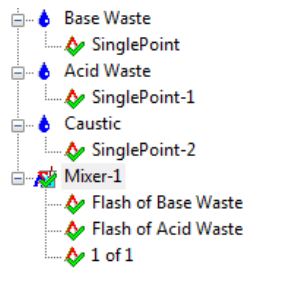 Base Waste
SinglePoint
Acid Waste
SinglePoint-1
Caustic
SinglePoint-2
Mixer-1
Flash of Base Waste
Flash of Acid Waste
1 of 1